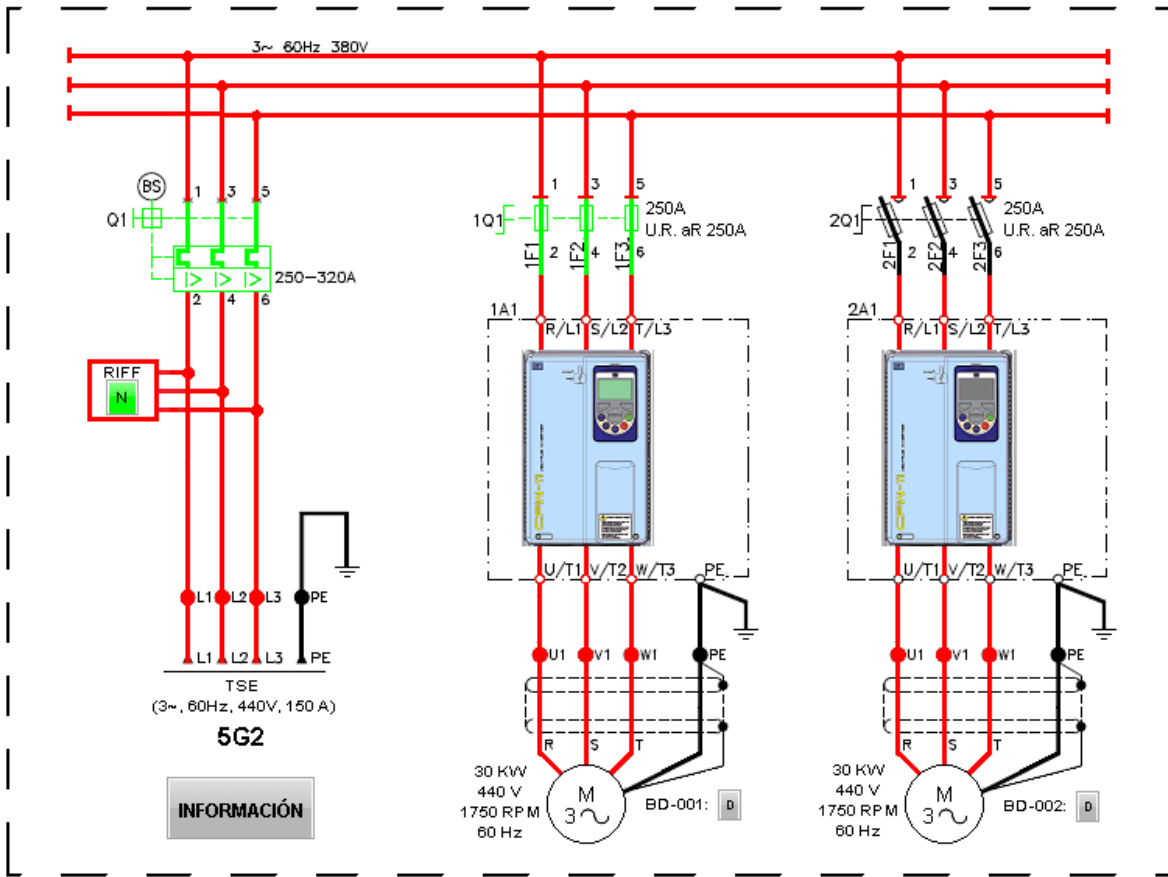 3~ 60Hz 380V
BS
Q1
1
3
5
250-320A
2
4
6
RIFF
N
L1
L2
L3
PE
L1
L2
L3
PE
TSE
(3~, 60Hz, 440V, 150 A)
5G2
INFORMACIÓN
1Q1
1
3
5
250A
U.R. aR 250A
1F1
2
1F2
4
1F3
6
1A1
R/L1
S/L2
T/L3
CFW-11
U/T1
V/T2
W/T3
PE
U1
V1
W1
PE
R
S
T
30 KW
440 V
1750 RPM
60 Hz
M
3~
BD-001:
D
2Q1
1
3
5
250A
U.R. aR 250A
2F1
2
2F2
4
2F3
6
2A1
R/L1
S/L2
T/L3
CFW-11
U/T1
V/T2
W/T3
PE
U1
V1
W1
PE
R
S
T
30 KW
440 V
1750 RPM
60 Hz
M
3~
BD-002:
D